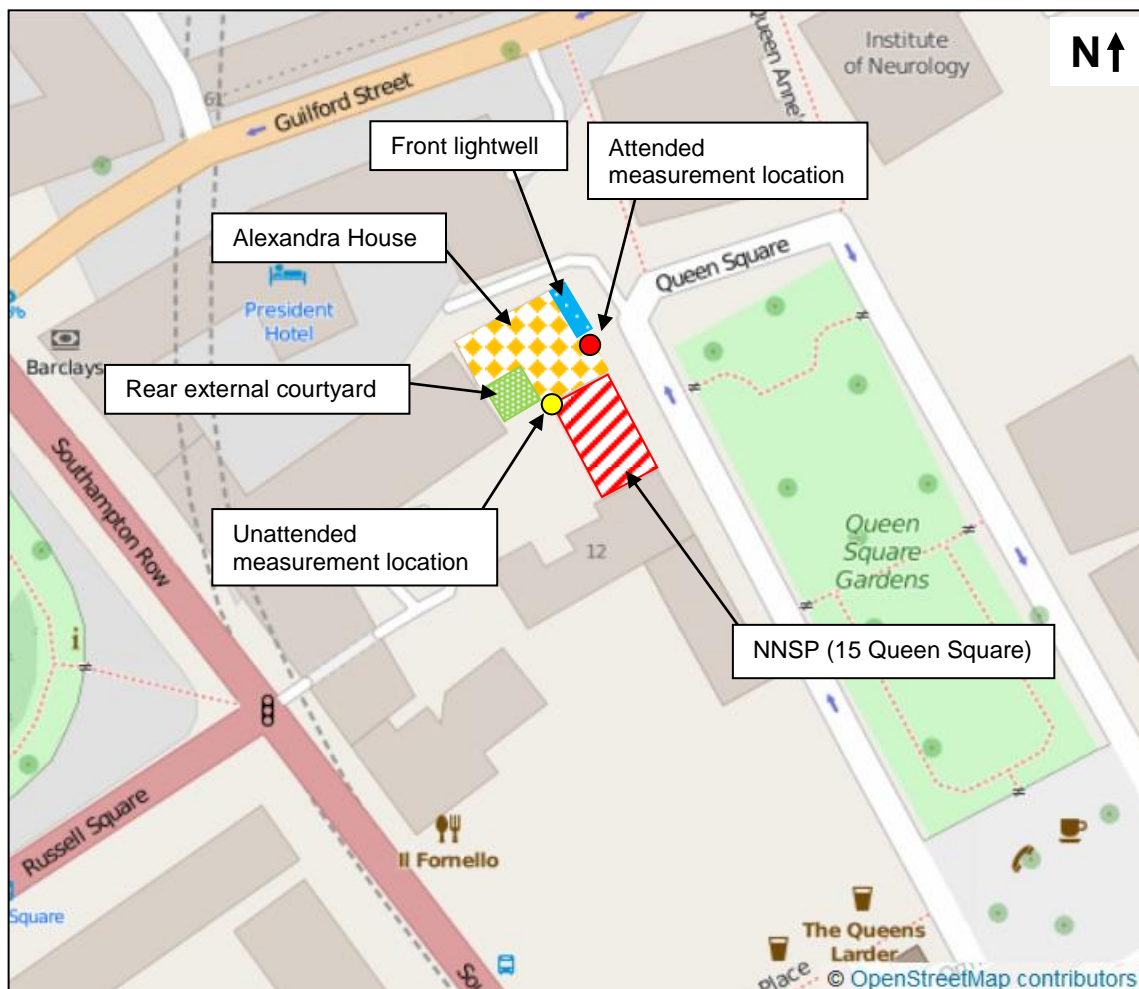 Institute
of Neurology
N
Queen Anne's
61
Guilford Street
Front lightwell
Attended
measurement location
Alexandra House
Queen Square
President
Hotel
Barclays
Rear external courtyard
Southampton Row
Unattended
measurement location
12
Queen
Square
Gardens
NNSP (15 Queen Square)
i
Russell Square
Il Fornello
Square
The Queens
Larder
Place
© OpenStreetMap contributors